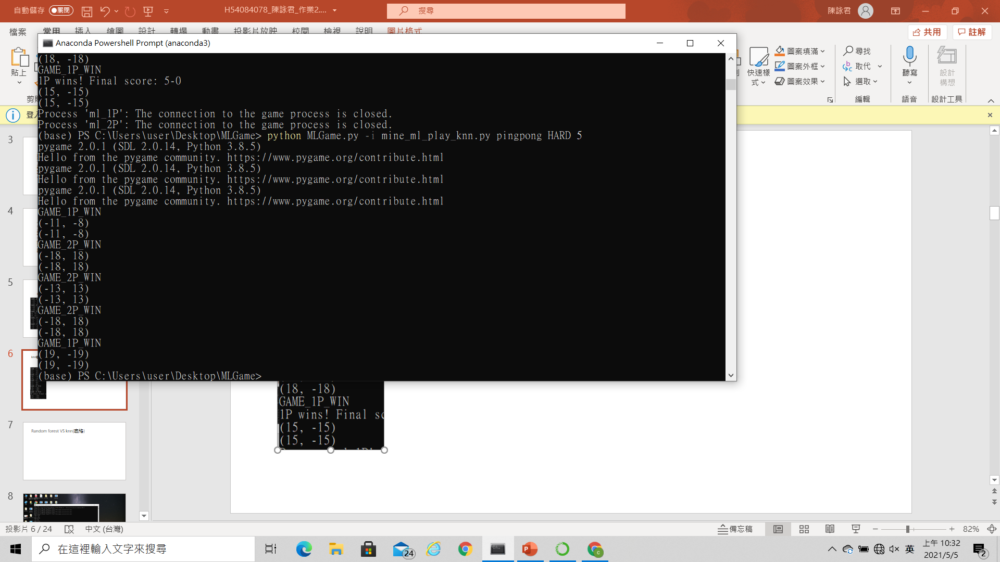 自動儲存 關閉
H54084078_陳詠君_作業2....
搜尋
陳詠君
檔案 常用 插入 繪圖 設計 轉場 動畫 投影片放映 校閱 檢視 說明 圖片格式
共用 註解
Anaconda Powershell Prompt (anaconda3)
(18, -18)
GAME_1P_WIN
1P wins! Final score: 5-0
(15, -15)
(15, -15)
Process 'ml_1P': The connection to the game process is closed.
Process 'ml_2P': The connection to the game process is closed.
(base) PS C:\Users\user\Desktop\MLGame> python MLGame.py -i mine_ml_play_knn.py pingpong HARD 5
pygame 2.0.1 (SDL 2.0.14, Python 3.8.5)
Hello from the pygame community. https://www.pygame.org/contribute.html
pygame 2.0.1 (SDL 2.0.14, Python 3.8.5)
Hello from the pygame community. https://www.pygame.org/contribute.html
pygame 2.0.1 (SDL 2.0.14, Python 3.8.5)
Hello from the pygame community. https://www.pygame.org/contribute.html
GAME_1P_WIN
(-11, -8)
(-11, -8)
GAME_2P_WIN
(-18, 18)
(-18, 18)
GAME_2P_WIN
(-13, 13)
(-13, 13)
GAME_2P_WIN
(-18, 18)
(-18, 18)
GAME_1P_WIN
(19, -19)
(19, -19)
(base) PS C:\Users\user\Desktop\MLGame>
貼上
快速樣式
圖案填滿
圖案外框
圖案效果
尋找
取代
選取
編輯
聽寫
語音
設計構想
設計工具
(18, -18)
GAME_1P_WIN
1P wins! Final sc
(15, -15)
(15, -15)
3
4
5
6
7
Random forest VS knn(表格)
8
投影片 6 / 24 中文 (台灣)
備忘稿
82%
在這裡輸入文字來搜尋
24
英
上午 10:32
2021/5/5
2